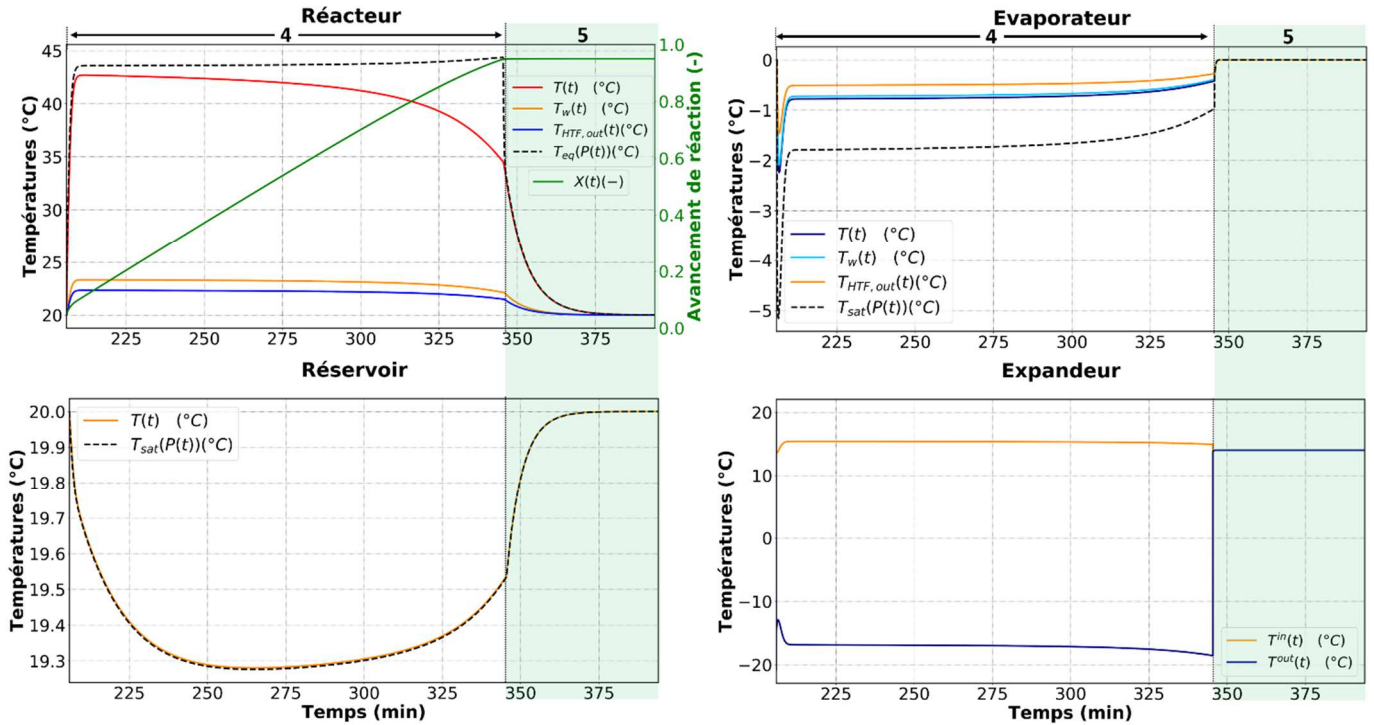 Réacteur
4 5
45
40
35
30
25
20
Températures (°C)
T(t) (°C)
T_w(t) (°C)
T_HTF,out(t)(°C)
T_eq(P(t))(°C)
X(t)(−)
1.0
0.8
0.6
0.4
0.2
0.0
Avancement de réaction (-)
225 250 275 300 325 350 375
Evaporateur
4 5
0
−1
−2
−3
−4
−5
Températures (°C)
T(t) (°C)
T_w(t) (°C)
T_HTF,out(t)(°C)
T_sat(P(t))(°C)
225 250 275 300 325 350 375
Réservoir
20.0
19.9
19.8
19.7
19.6
19.5
19.4
19.3
Températures (°C)
T(t) (°C)
T_sat(P(t))(°C)
225 250 275 300 325 350 375
Temps (min)
Expandeur
20
10
0
−10
−20
Températures (°C)
T^in(t) (°C)
T^out(t) (°C)
225 250 275 300 325 350 375
Temps (min)